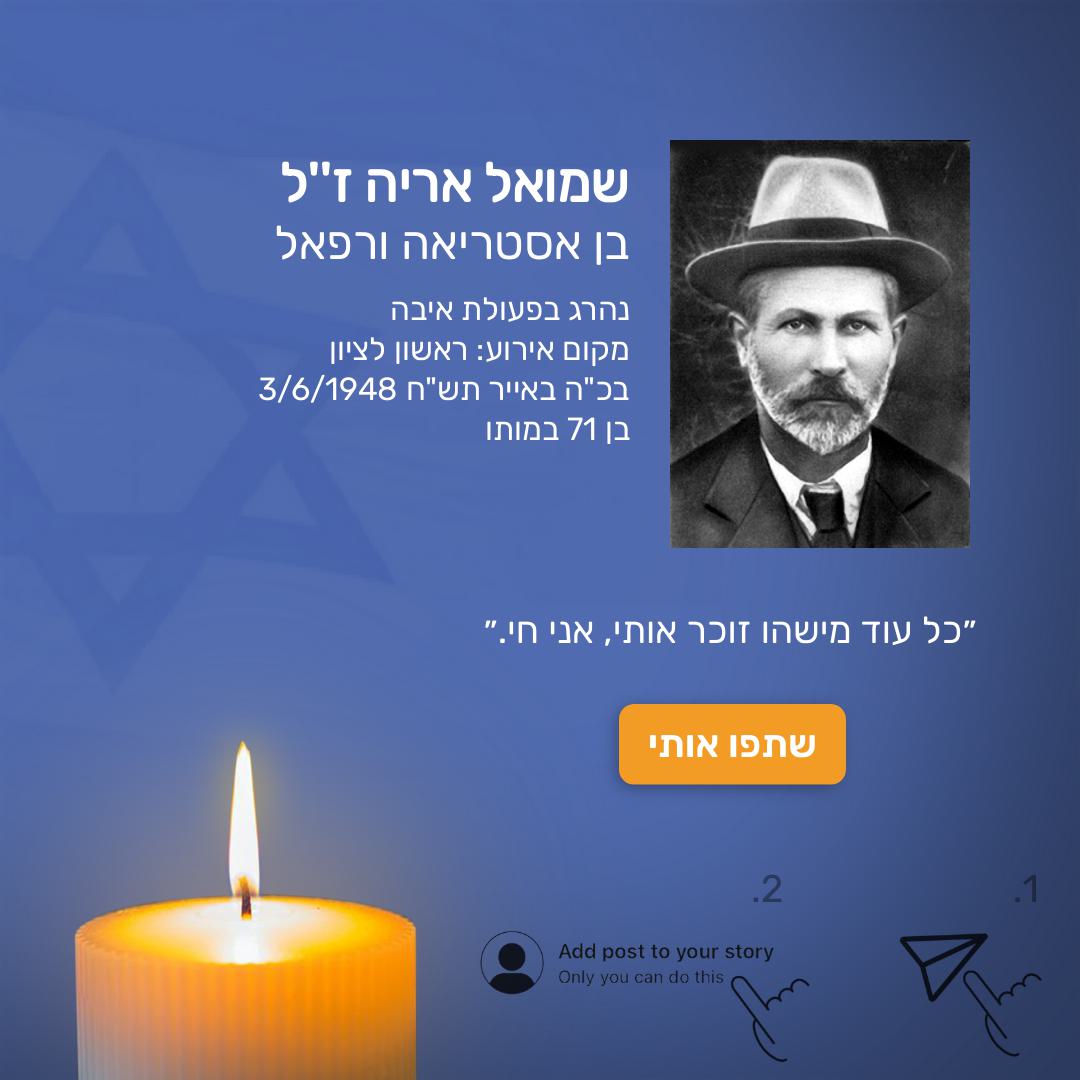 שמואל אריה ז"ל
בן אסטריאה ורפאל
נהרג בפעולת איבה
מקום אירוע: ראשון לציון
בכ"ה באייר תש"ח 3/6/1948
בן 71 במותו
״כל עוד מישהו זוכר אותי, אני חי.״
שתפו אותי
1.
2.
Add post to your story
Only you can do this